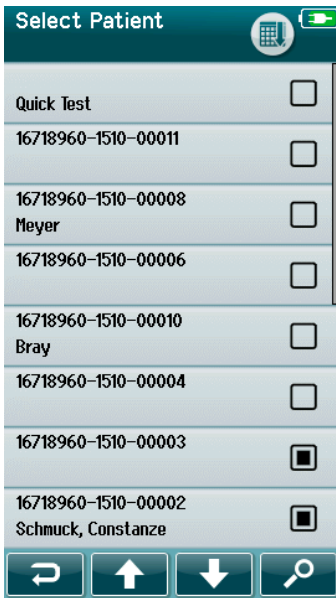 Select Patient
Quick Test
16718960-1510-00011
16718960-1510-00008
Meyer
16718960-1510-00006
16718960-1510-00010
Bray
16718960-1510-00004
16718960-1510-00003
16718960-1510-00002
Schmuck, Constanze